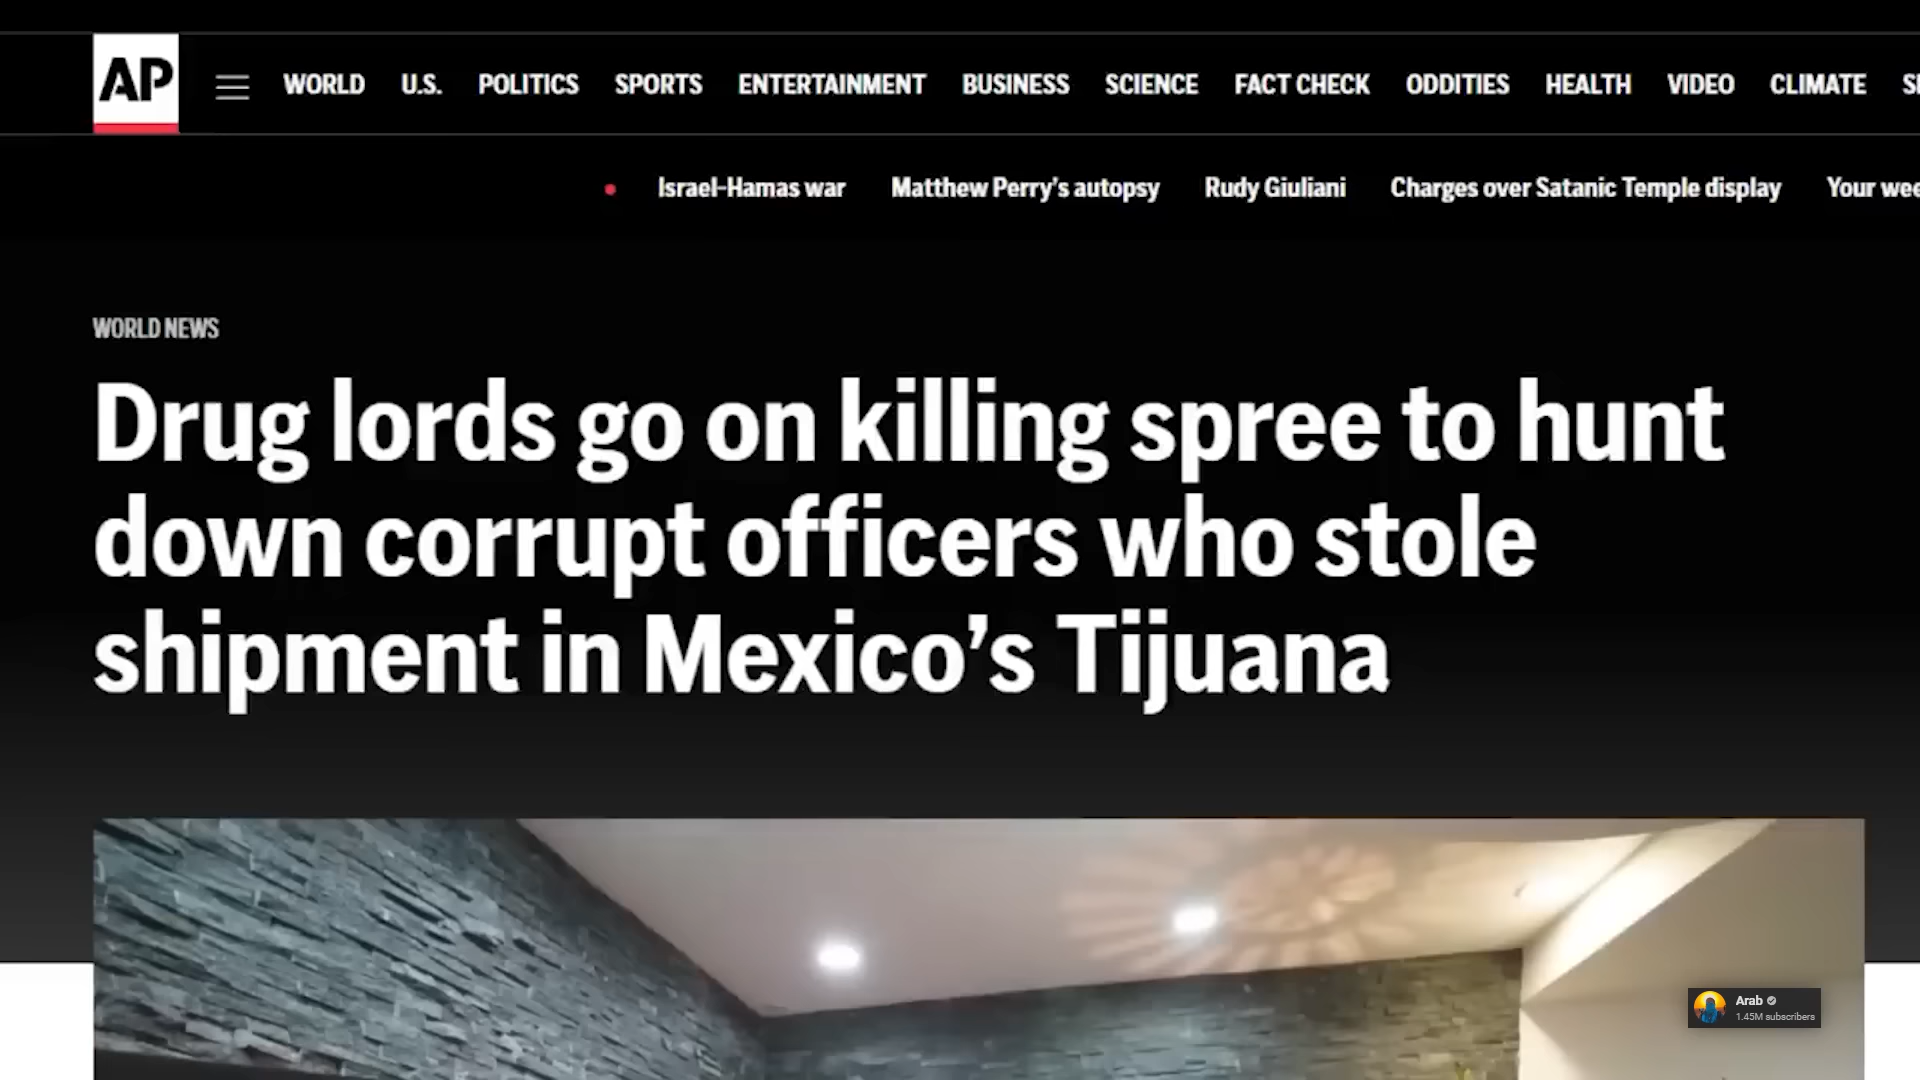 AP
WORLD U.S. POLITICS SPORTS ENTERTAINMENT BUSINESS SCIENCE FACT CHECK ODDITIES HEALTH VIDEO CLIMATE
Israel-Hamas war Matthew Perry's autopsy Rudy Giuliani Charges over Satanic Temple display Your
WORLD NEWS
Drug lords go on killing spree to hunt
down corrupt officers who stole
shipment in Mexico's Tijuana
Arab
1.45M subscribers